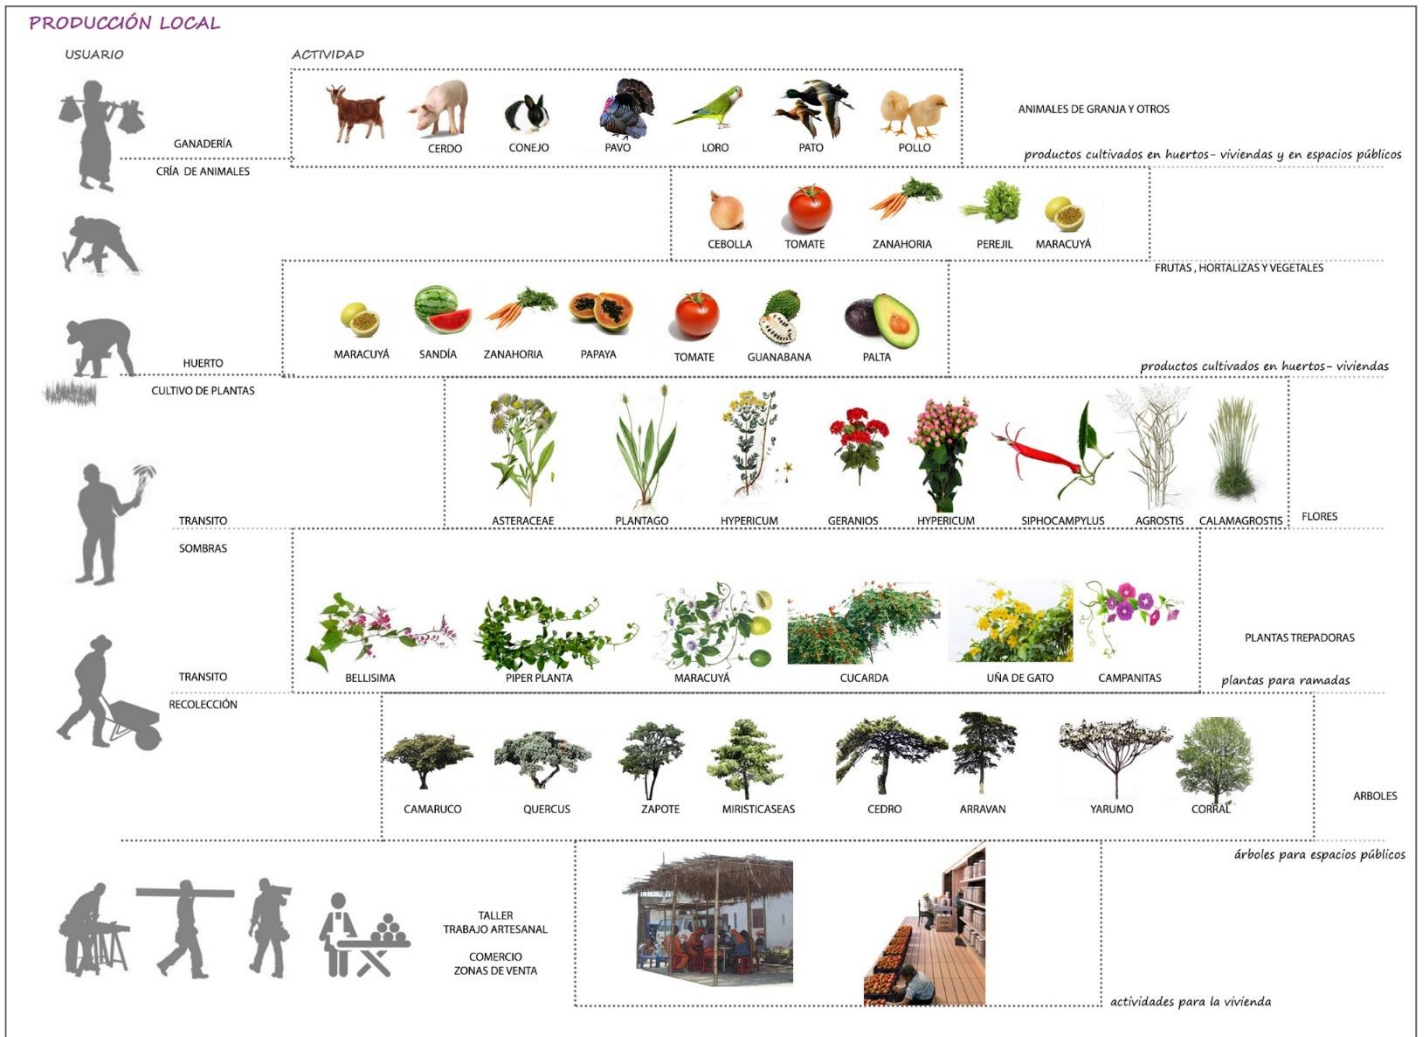 PRODUCCIÓN LOCAL
USUARIO
ACTIVIDAD
GANADERÍA
CRÍA DE ANIMALES
CERDO
CONEJO
PAVO
LORO
PATO
POLLO
ANIMALES DE GRANJA Y OTROS
productos cultivados en huertos- viviendas y en espacios públicos
CEBOLLA
TOMATE
ZANAHORIA
PEREJIL
MARACUYÁ
FRUTAS , HORTALIZAS Y VEGETALES
HUERTO
CULTIVO DE PLANTAS
MARACUYÁ
SANDÍA
ZANAHORIA
PAPAYA
TOMATE
GUANABANA
PALTA
productos cultivados en huertos- viviendas
TRANSITO
SOMBRAS
ASTERACEAE
PLANTAGO
HYPERICUM
GERANIOS
HYPERICUM
SIPHOCAMPYLUS
AGROSTIS
CALAMAGROSTIS
FLORES
TRANSITO
RECOLECCIÓN
BELLISIMA
PIPER PLANTA
MARACUYÁ
CUCARDA
UÑA DE GATO
CAMPANITAS
PLANTAS TREPADORAS
plantas para ramadas
CAMARUCO
QUERCUS
ZAPOTE
MIRISTICASEAS
CEDRO
ARRAVAN
YARUMO
CORRAL
ARBOLES
árboles para espacios públicos
TALLER
TRABAJO ARTESANAL
COMERCIO
ZONAS DE VENTA
actividades para la vivienda